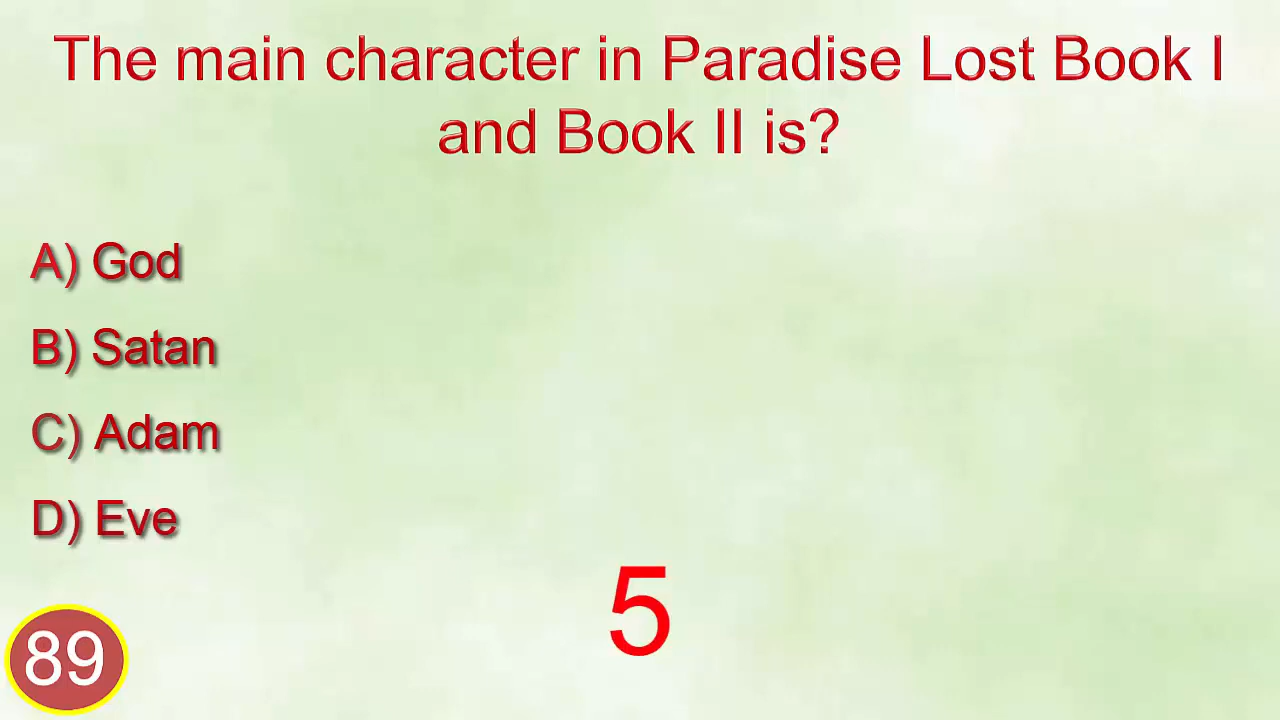 The main character in Paradise Lost Book I
and Book II is?
A) God
B) Satan
C) Adam
D) Eve
5
89